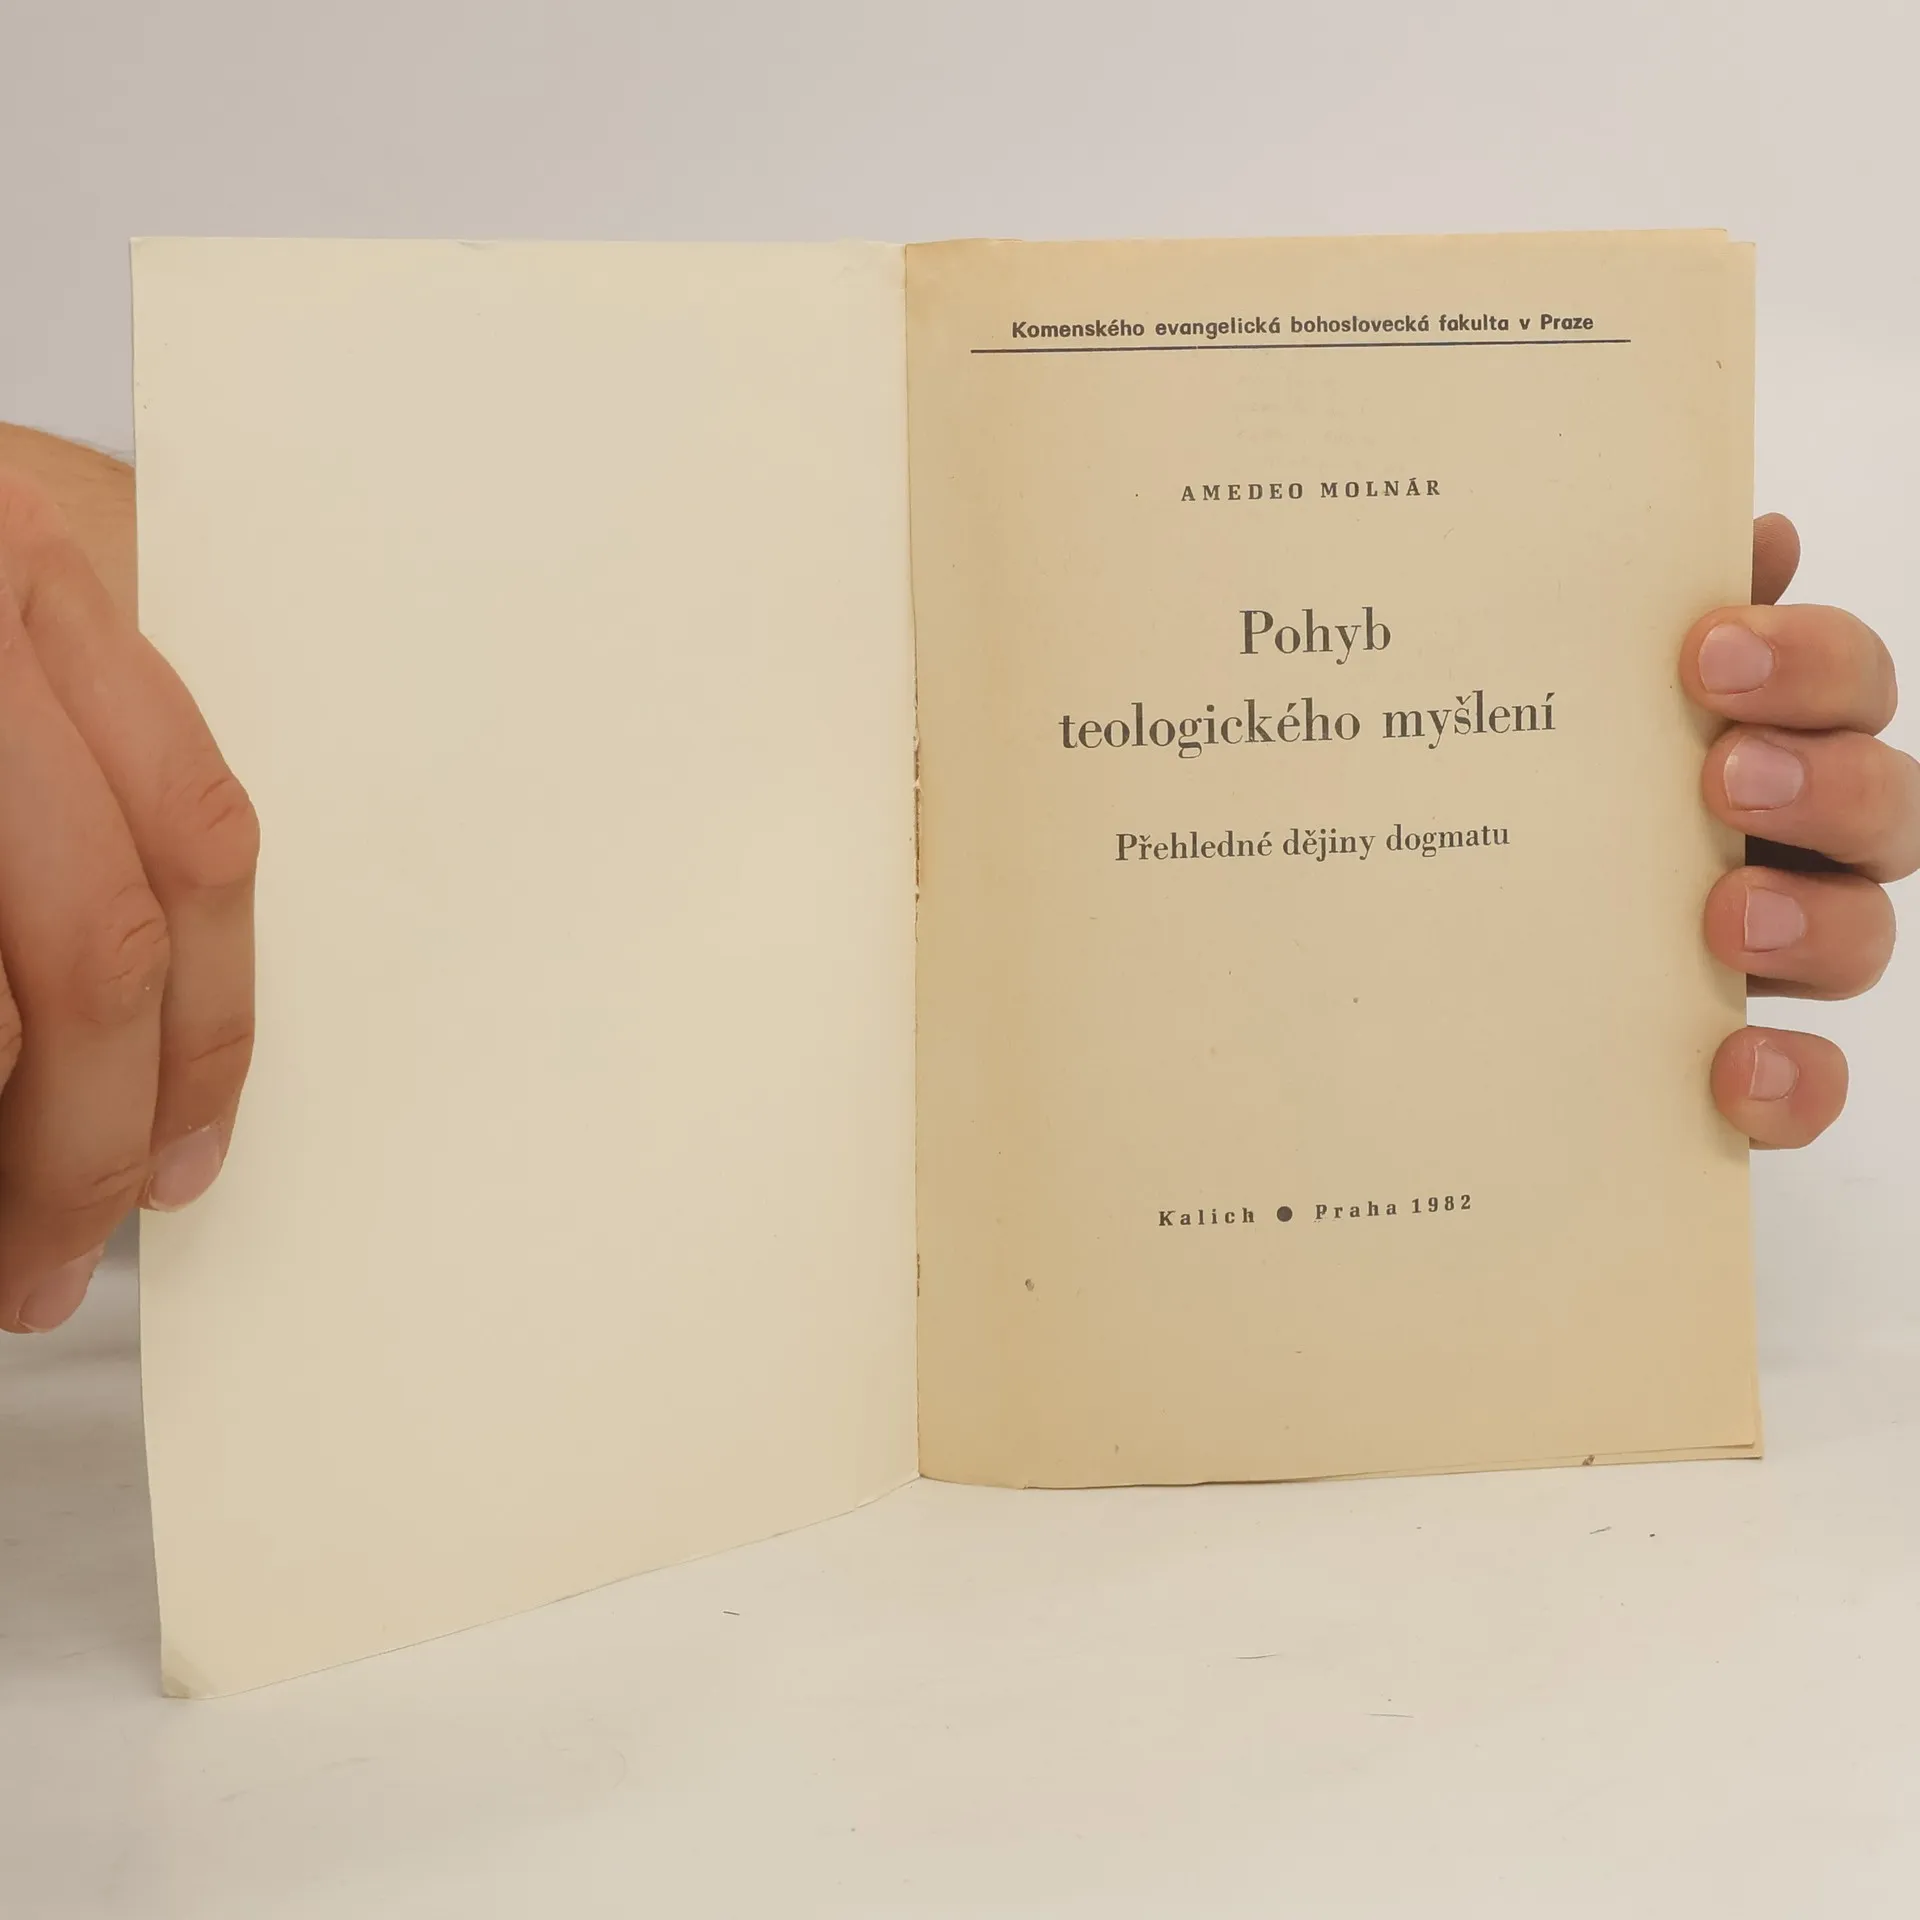 Komenského evangelická bohoslovecká fakulta v Praze
AMEDEO MOLNÁR
Pohyb
teologického myšlení
Přehledné dějiny dogmatu
Kalich ● Praha 1982